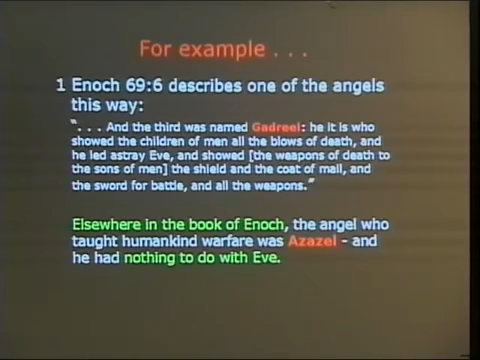 For example . . .
1 Enoch 69:6 describes one of the angels
this way:
". . . And the third was named Gadreel: he it is who
showed the children of men all the blows of death, and
he led astray Eve, and showed [the weapons of death to
the sons of men] the shield and the coat of mail, and
the sword for battle, and all the weapons."
Elsewhere in the book of Enoch, the angel who
taught humankind warfare was Azazel - and
he had nothing to do with Eve.